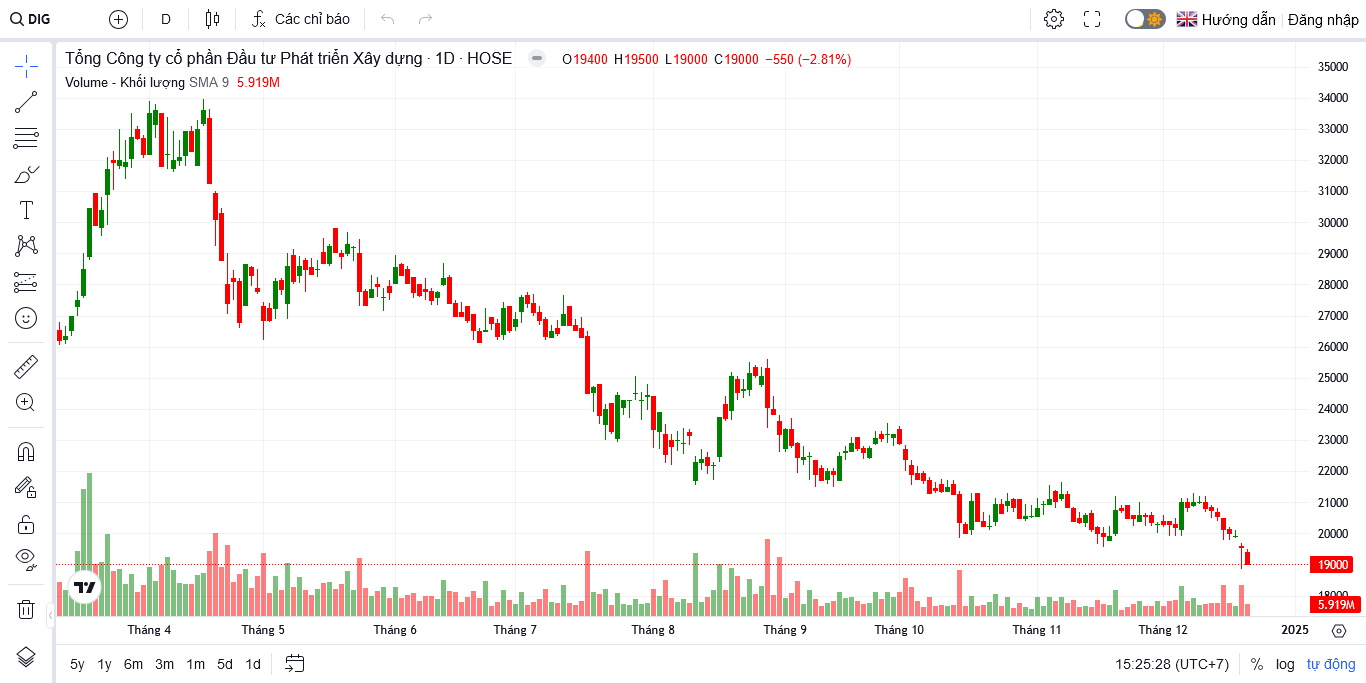 DIG
D
Các chỉ báo
Hướng dẫn
Đăng nhập
Tổng Công ty cổ phần Đầu tư Phát triển Xây dựng · 1D · HOSE O19400 H19500 L19000 C19000 −550 (−2.81%)
Volume - Khối lượng SMA 9 5.919M
35000
34000
33000
32000
31000
30000
29000
28000
27000
26000
25000
24000
23000
22000
21000
20000
19000
18000
5.919M
Tháng 4 Tháng 5 Tháng 6 Tháng 7 Tháng 8 Tháng 9 Tháng 10 Tháng 11 Tháng 12 2025
5y 1y 6m 3m 1m 5d 1d
15:25:28 (UTC+7) % log tự động